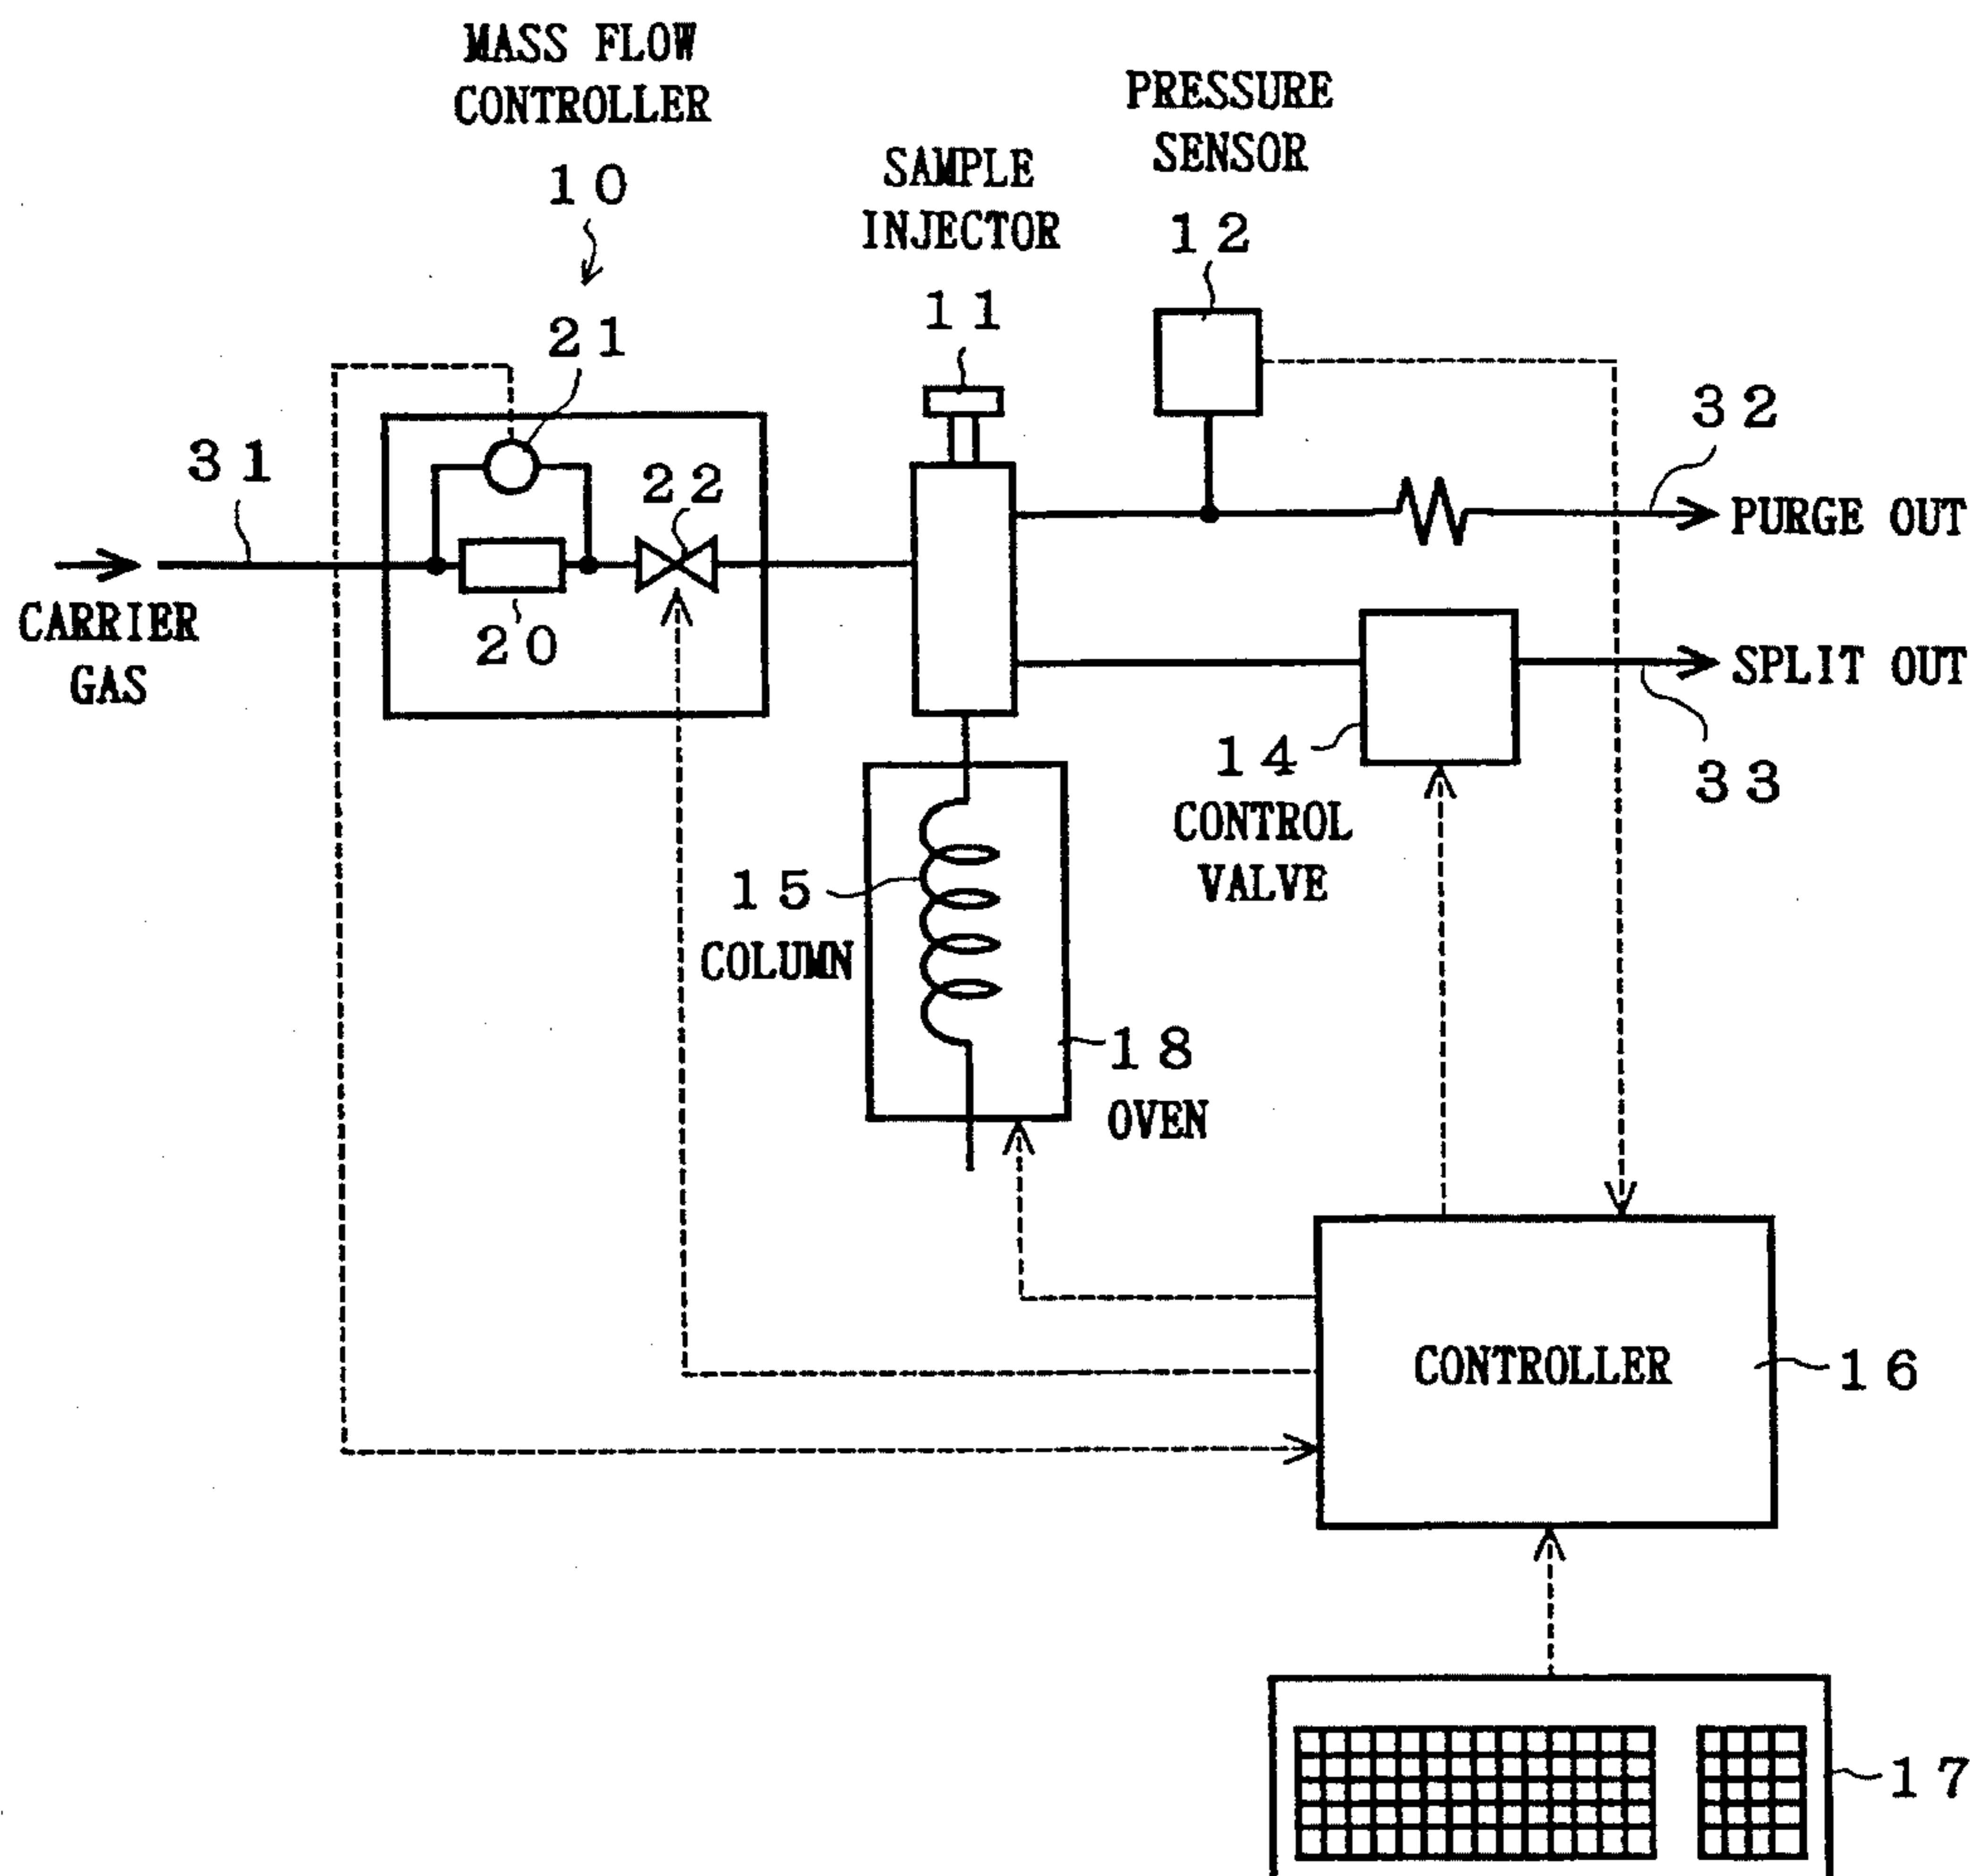 MASS FLOW
CONTROLLER
10
PRESSURE
SENSOR
12
SAMPLE
INJECTOR
11
21
22
20
31
CARRIER
GAS
32
PURGE OUT
SPLIT OUT
33
14
CONTROL
VALVE
15
COLUMN
18
OVEN
CONTROLLER
16
17